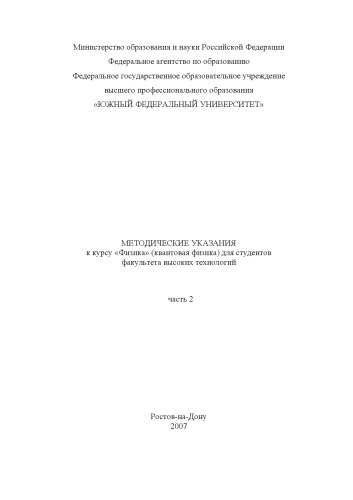 Министерство образования и науки Российской Федерации
Федеральное агентство по образованию
Федеральное государственное образовательное учреждение
высшего профессионального образования
«ЮЖНЫЙ ФЕДЕРАЛЬНЫЙ УНИВЕРСИТЕТ»
МЕТОДИЧЕСКИЕ УКАЗАНИЯ
к курсу «Физика» (квантовая физика) для студентов
факультета высоких технологий
часть 2
Ростов-на-Дону
2007